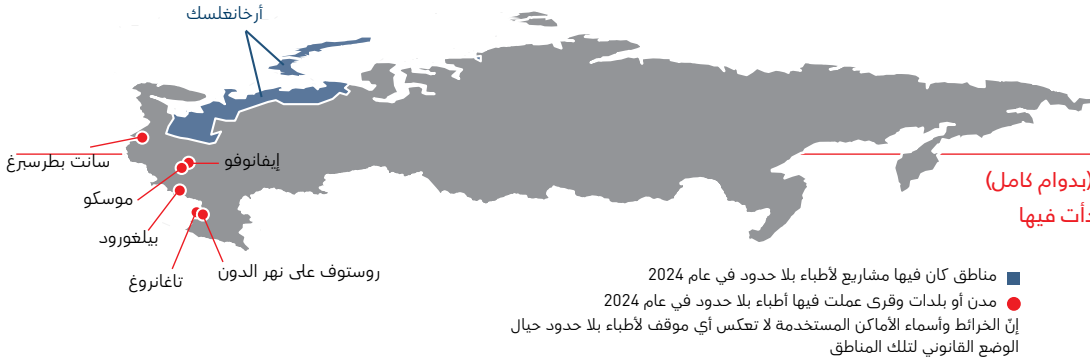 أرخانغلسك
سانت بطرسبرغ
إيفانوفو
موسكو
بيلغورود
تاغانروغ
روستوف على نهر الدون
(بدوام كامل)
فيها
مناطق كان فيها مشاريع لأطباء بلا حدود في عام 2024
مدن أو بلدات وقرى عملت فيها أطباء بلا حدود في عام 2024
إنّ الخرائط وأسماء الأماكن المستخدمة لا تعكس أي موقف لأطباء بلا حدود حيال
الوضع القانوني لتلك المناطق